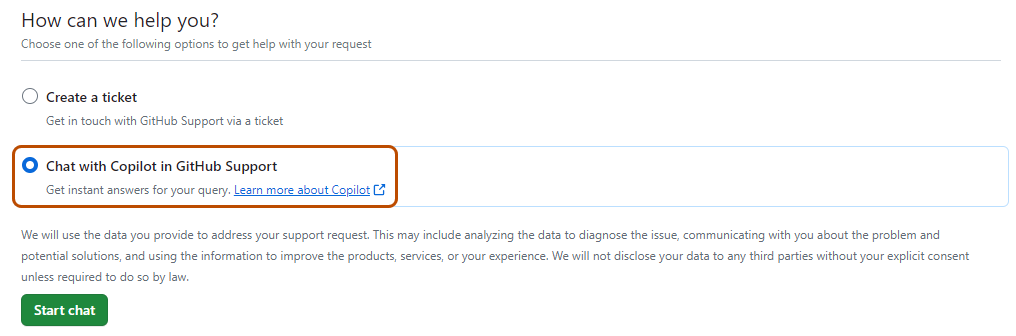 How can we help you?
Choose one of the following options to get help with your request
Create a ticket
Get in touch with GitHub Support via a ticket
Chat with Copilot in GitHub Support
Get instant answers for your query. Learn more about Copilot
We will use the data you provide to address your support request. This may include analyzing the data to diagnose the issue, communicating with you about the problem and
potential solutions, and using the information to improve the products, services, or your experience. We will not disclose your data to any third parties without your explicit consent
unless required to do so by law.
Start chat